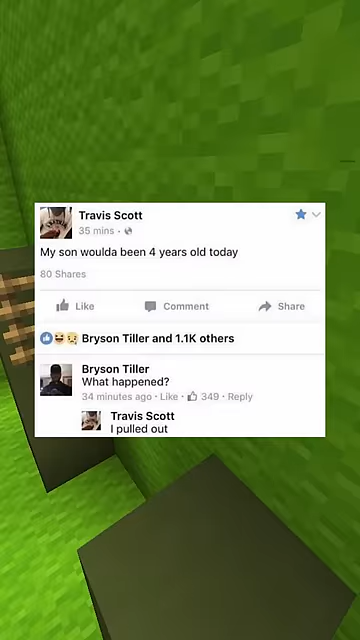 Travis Scott
35 mins ·
My son woulda been 4 years old today
80 Shares
Like Comment Share
Bryson Tiller and 1.1K others
Bryson Tiller
What happened?
34 minutes ago · Like · 349 · Reply
Travis Scott
I pulled out